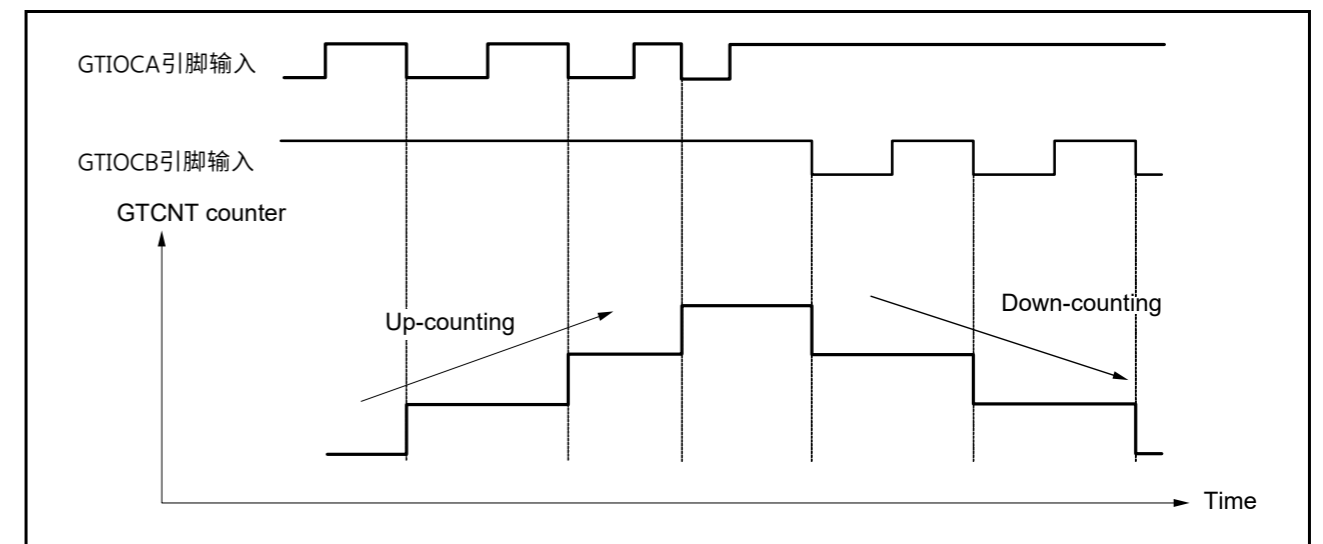 GTIOCA引脚输入
GTIOCB引脚输入
GTCNT counter
Up-counting
Down-counting
Time